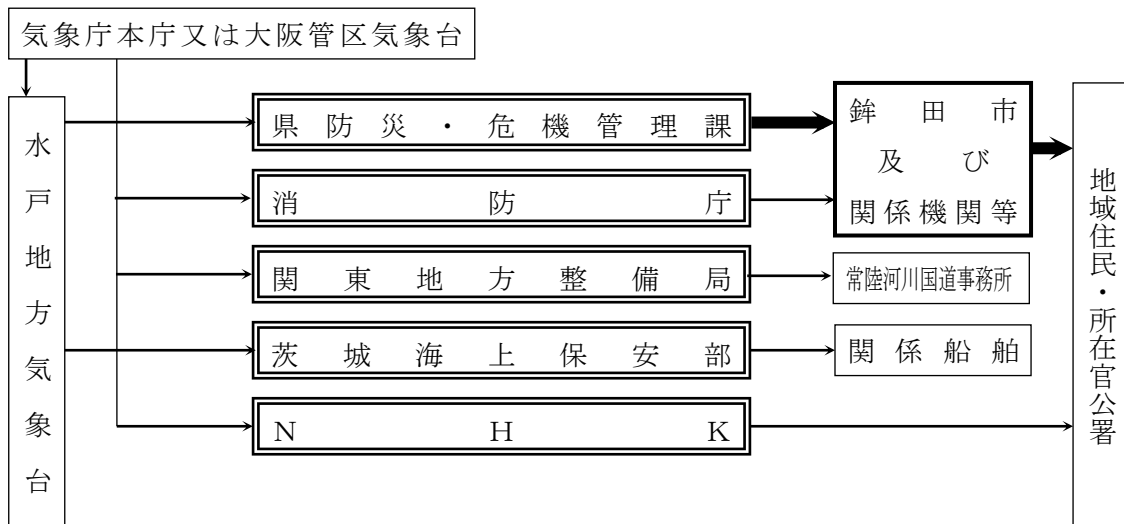 気象庁本庁又は大阪管区気象台
水戸地方気象台
県防災・危機管理課
消防庁
関東地方整備局
茨城海上保安部
NHK
鉾田市
及び
関係機関等
常陸河川国道事務所
関係船舶
地域住民・所在官公署